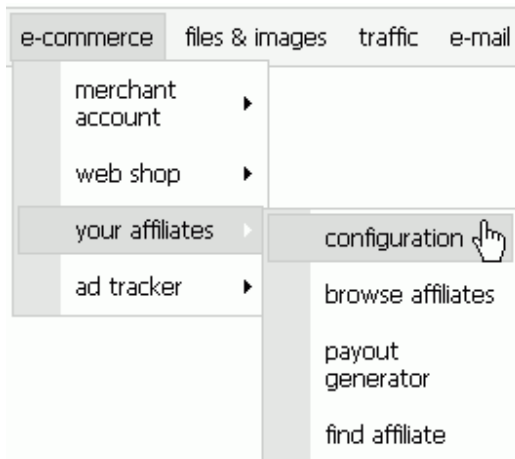 e-commerce files & images traffic e-mail
merchant
account
web shop
your affiliates
ad tracker
configuration
browse affiliates
payout
generator
find affiliate